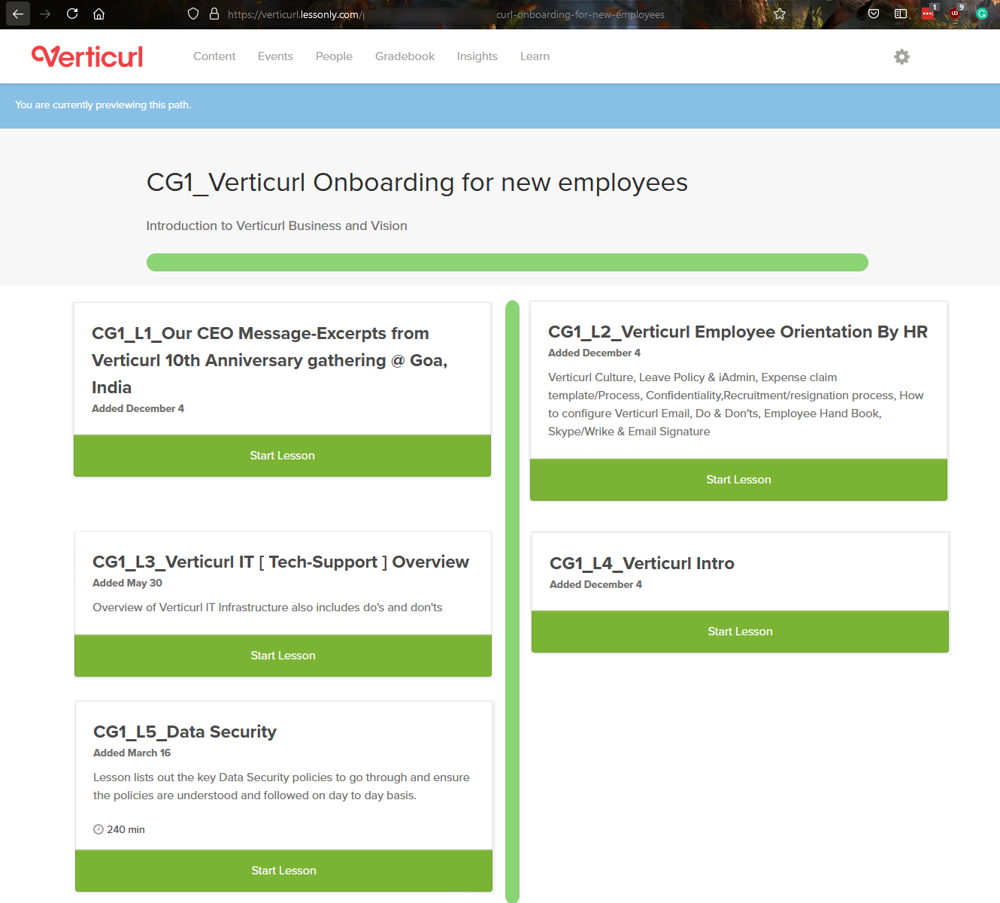 https://verticurl.lessonly.com/p
curl-onboarding-for-new-employees
1
9
Verticurl
Content
Events
People
Gradebook
Insights
Learn
You are currently previewing this path.
CG1_Verticurl Onboarding for new employees
Introduction to Verticurl Business and Vision
CG1_L1_Our CEO Message-Excerpts from
Verticurl 10th Anniversary gathering @ Goa,
India
Added December 4
Start Lesson
CG1_L2_Verticurl Employee Orientation By HR
Added December 4
Verticurl Culture, Leave Policy & iAdmin, Expense claim
template/Process, Confidentiality,Recruitment/resignation process, How
to configure Verticurl Email, Do & Don'ts, Employee Hand Book,
Skype/Wrike & Email Signature
Start Lesson
CG1_L3_Verticurl IT [ Tech-Support ] Overview
Added May 30
Overview of Verticurl IT Infrastructure also includes do's and don'ts
Start Lesson
CG1_L4_Verticurl Intro
Added December 4
Start Lesson
CG1_L5_Data Security
Added March 16
Lesson lists out the key Data Security policies to go through and ensure
the policies are understood and followed on day to day basis.
240 min
Start Lesson